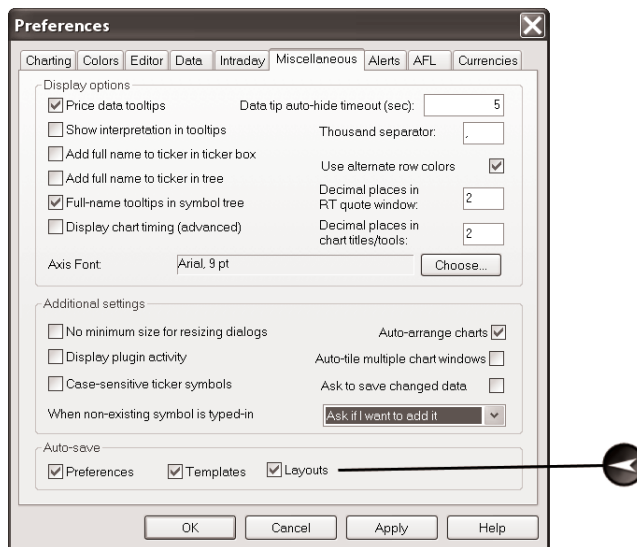 Preferences
Charting Colors Editor Data Intraday Miscellaneous Alerts AFL Currencies
Display options
Price data tooltips Data tip auto-hide timeout (sec): 5
Show interpretation in tooltips Thousand separator: ,
Add full name to ticker in ticker box
Use alternate row colors
Add full name to ticker in tree
Full-name tooltips in symbol tree
Decimal places in
RT quote window: 2
Display chart timing (advanced)
Decimal places in
chart titles/tools: 2
Axis Font: Arial, 9 pt Choose...
Additional settings
No minimum size for resizing dialogs Auto-arrange charts
Display plugin activity Auto-tile multiple chart windows
Case-sensitive ticker symbols Ask to save changed data
When non-existing symbol is typed-in Ask if I want to add it
Auto-save
Preferences Templates Layouts
OK Cancel Apply Help